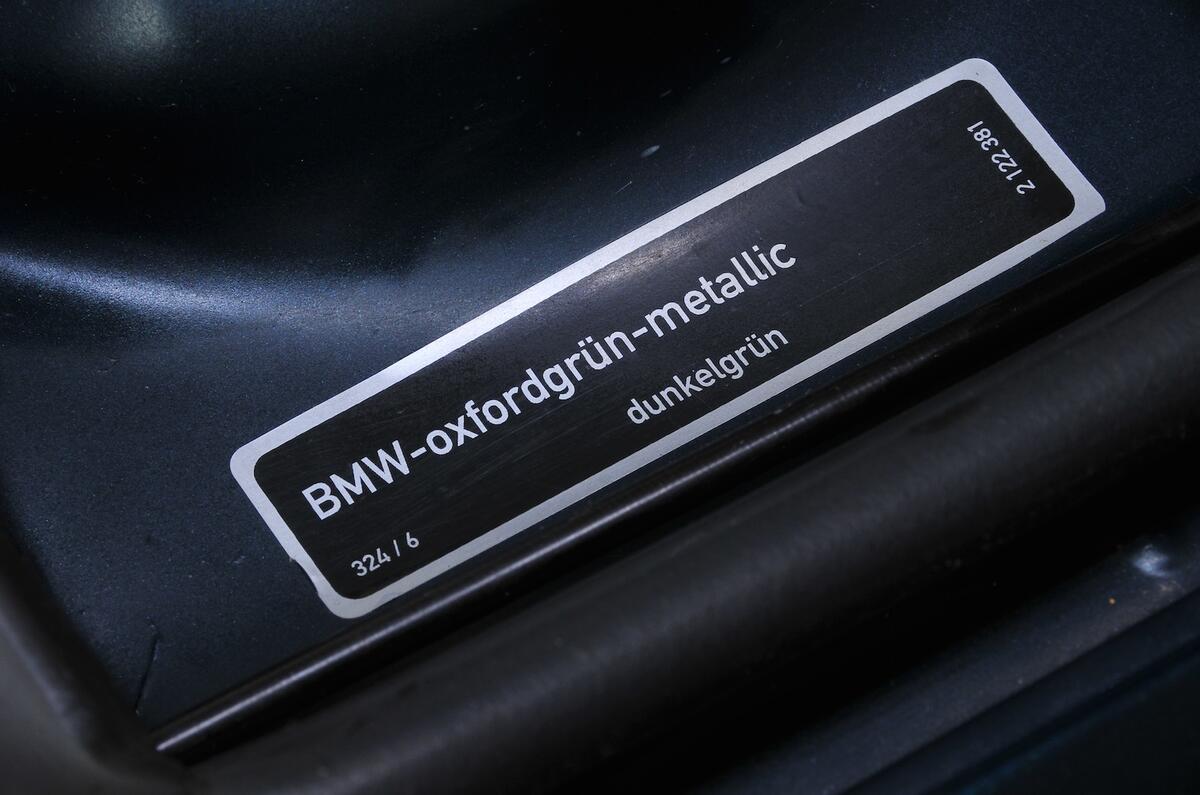 BMW-oxfordgrün-metallic
dunkelgrün
324 / 6
2 122 381